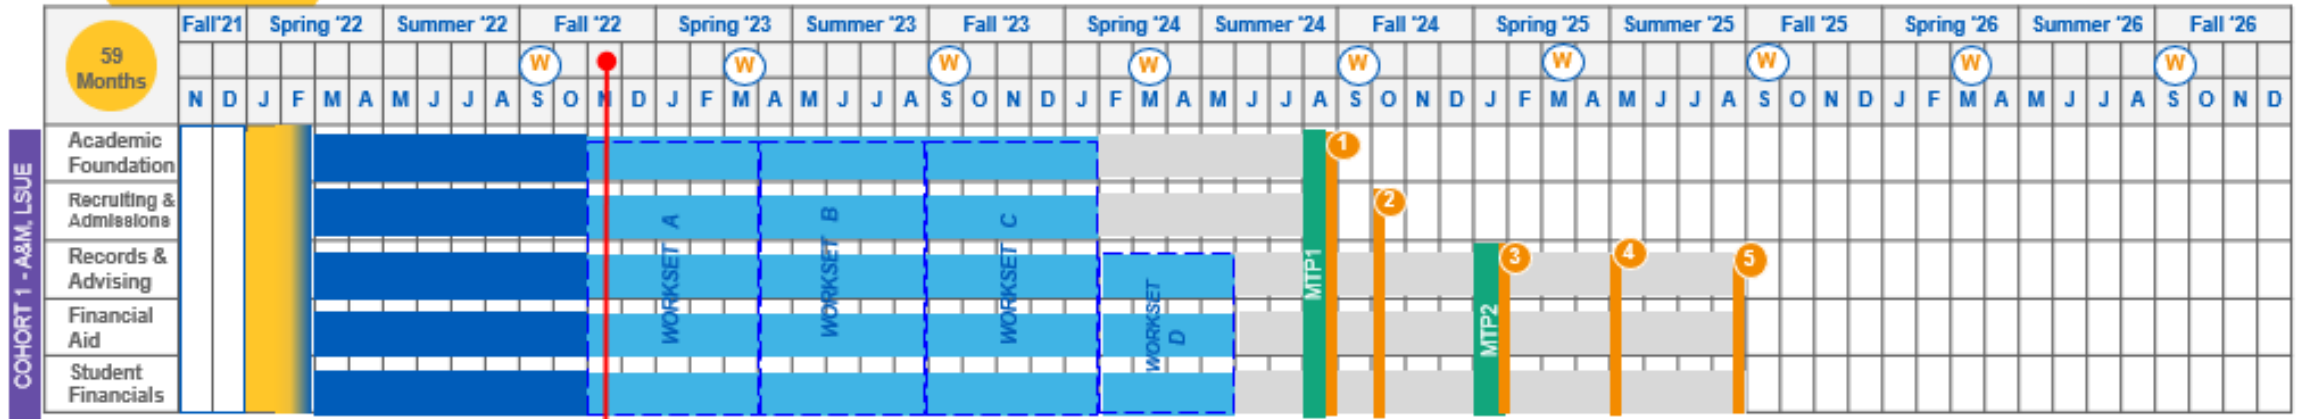 59
Months
Fall'21 Spring '22 Summer '22 Fall '22 Spring '23 Summer '23 Fall '23 Spring '24 Summer '24 Fall '24 Spring '25 Summer '25 Fall '25 Spring '26 Summer '26 Fall '26
W W W W W W W W W
N D J F M A M J J A S O N D J F M A M J J A S O N D J F M A M J J A S O N D J F M A M J J A S O N D J F M A M J J A S O N D
COHORT 1 - A&M, LSUE
Academic
Foundation
Recruiting &
Admissions
Records &
Advising
Financial
Aid
Student
Financials
WORKSET A
WORKSET B
WORKSET C
WORKSET
D
MTP1
1
2
MTP2
3
4
5